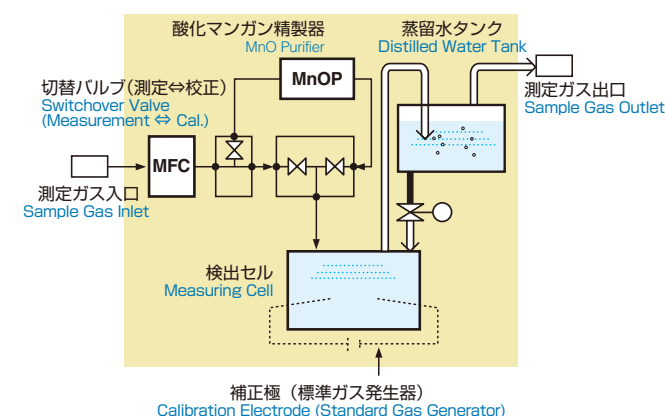 酸化マンガン精製器
MnO Purifier
蒸留水タンク
Distilled Water Tank
MnOP
切替バルブ(測定⇔校正)
Switchover Valve
(Measurement ⇔ Cal.)
測定ガス出口
Sample Gas Outlet
MFC
測定ガス入口
Sample Gas Inlet
検出セル
Measuring Cell
補正極（標準ガス発生器）
Calibration Electrode (Standard Gas Generator)